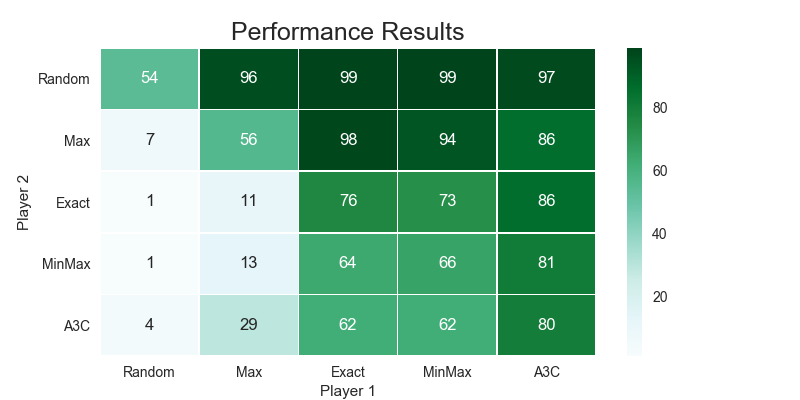 Performance Results
Random 54 96 99 99 97
Max 7 56 98 94 86
Exact 1 11 76 73 86
MinMax 1 13 64 66 81
A3C 4 29 62 62 80
Random Max Exact MinMax A3C
Player 1
Player 2
80
60
40
20